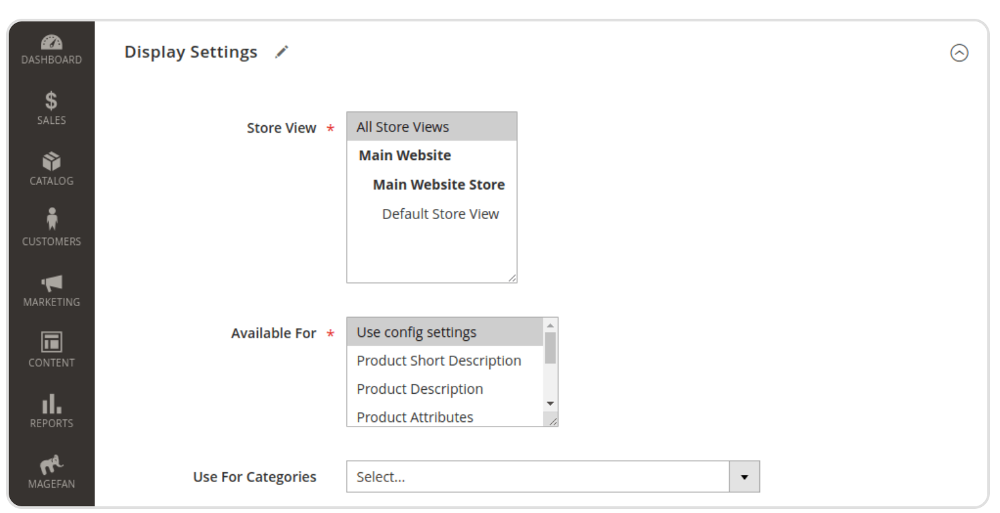 DASHBOARD
SALES
CATALOG
CUSTOMERS
MARKETING
CONTENT
REPORTS
MAGEFAN
Display Settings
Store View *
All Store Views
Main Website
Main Website Store
Default Store View
Available For *
Use config settings
Product Short Description
Product Description
Product Attributes
Use For Categories
Select...